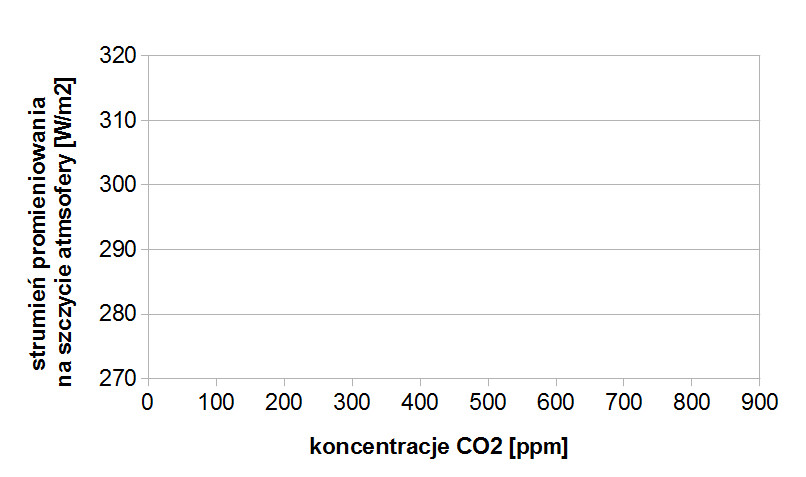 320
310
300
290
280
270
strumień promieniowania
na szczycie atmsofery [W/m2]
0 100 200 300 400 500 600 700 800 900
koncentracje CO2 [ppm]